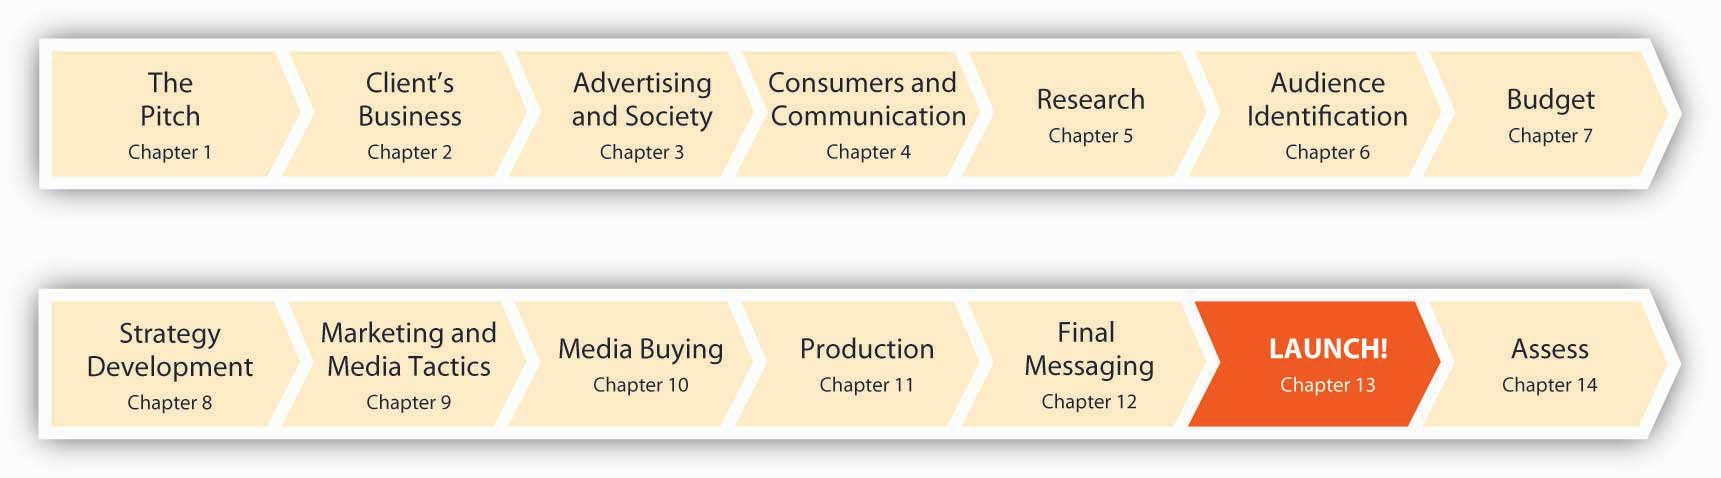 The
Pitch
Chapter 1
Client’s
Business
Chapter 2
Advertising
and Society
Chapter 3
Consumers and
Communication
Chapter 4
Research
Chapter 5
Audience
Identification
Chapter 6
Budget
Chapter 7
Strategy
Development
Chapter 8
Marketing and
Media Tactics
Chapter 9
Media Buying
Chapter 10
Production
Chapter 11
Final
Messaging
Chapter 12
LAUNCH!
Chapter 13
Assess
Chapter 14